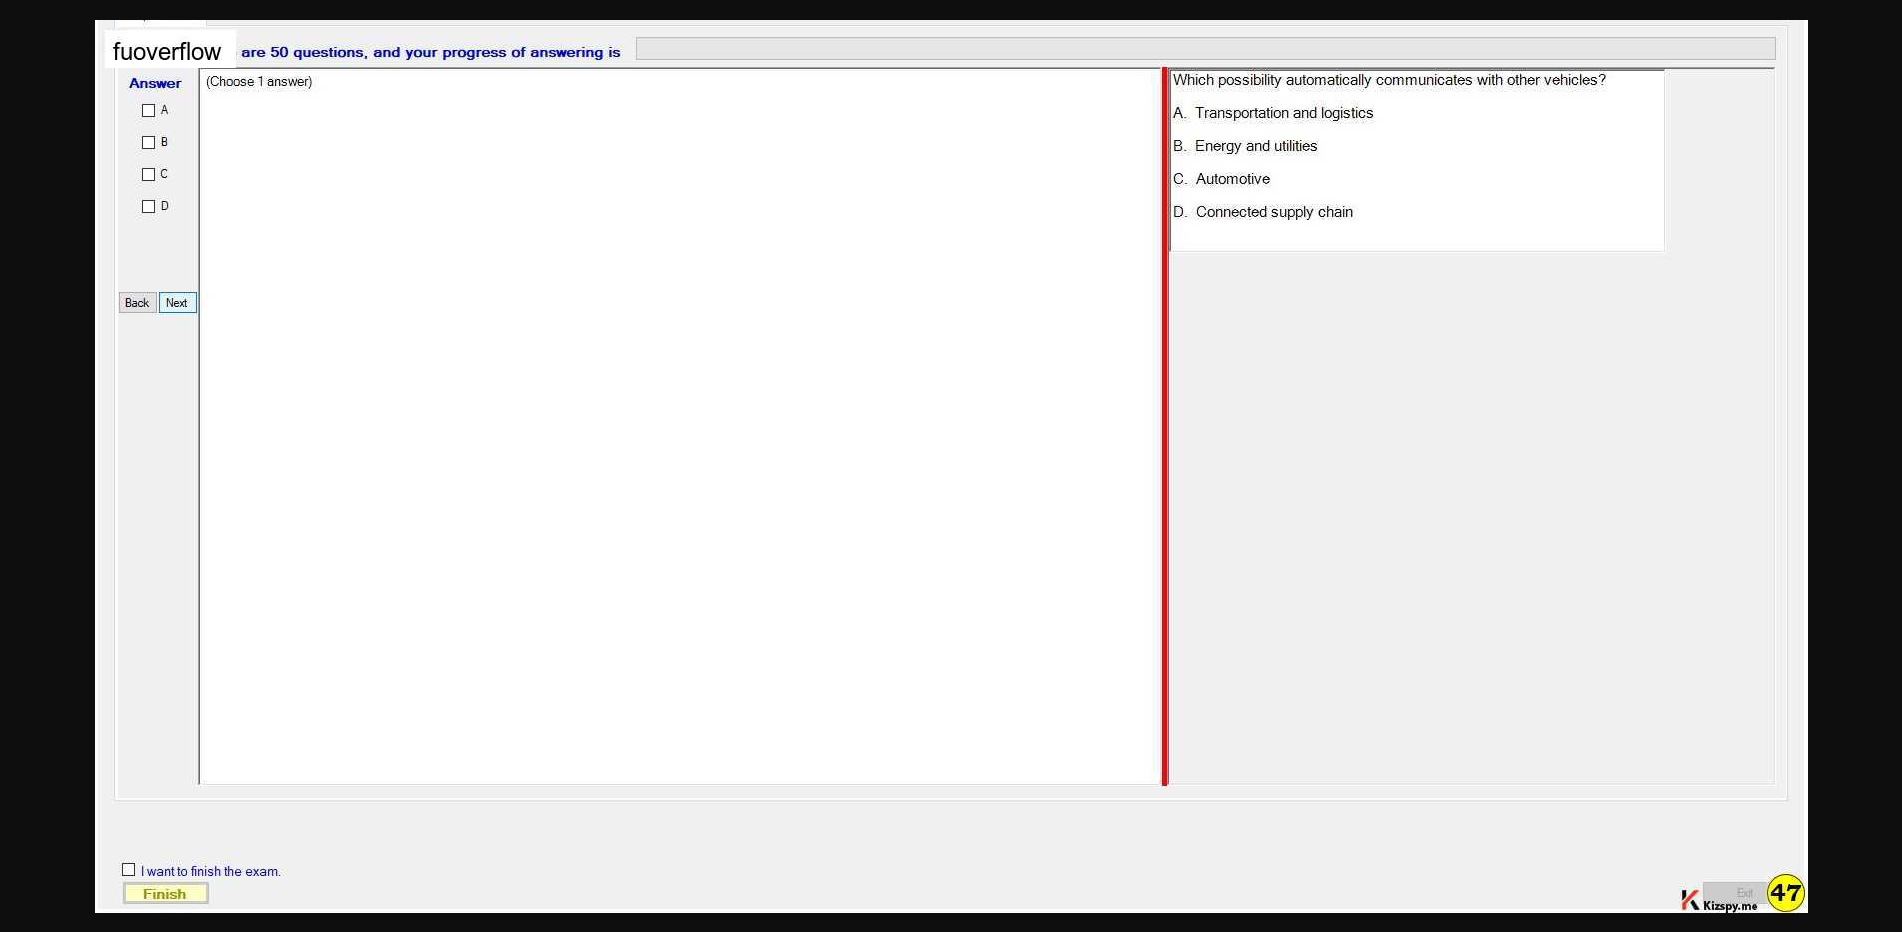 fuoverflow are 50 questions, and your progress of answering is
Answer
(Choose 1 answer)
A
B
C
D
Back Next
Which possibility automatically communicates with other vehicles?
A. Transportation and logistics
B. Energy and utilities
C. Automotive
D. Connected supply chain
I want to finish the exam.
Finish
Exit
Kizspy.me
47